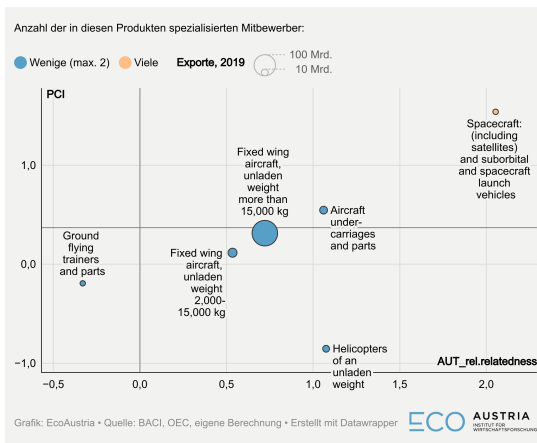 Anzahl der in diesen Produkten spezialisierten Mitbewerber:
Wenige (max. 2) Viele Exporte, 2019 100 Mrd.
10 Mrd.
PCI
Spacecraft:
(including
satellites)
and suborbital
and spacecraft
launch
vehicles
1,0
Fixed wing
aircraft,
unladen
weight
more than
15,000 kg
Aircraft
under-
carriages
and parts
Ground
flying
trainers
and parts
Fixed wing
aircraft,
unladen
weight
2,000-
15,000 kg
0,0
Helicopters
of an
unladen
weight
−1,0
AUT_rel.relatedness
−0,5 0,0 0,5 1,0 1,5 2,0
Grafik: EcoAustria • Quelle: BACI, OEC, eigene Berechnung • Erstellt mit Datawrapper
ECO AUSTRIA
INSTITUT FÜR
WIRTSCHAFTSFORSCHUNG